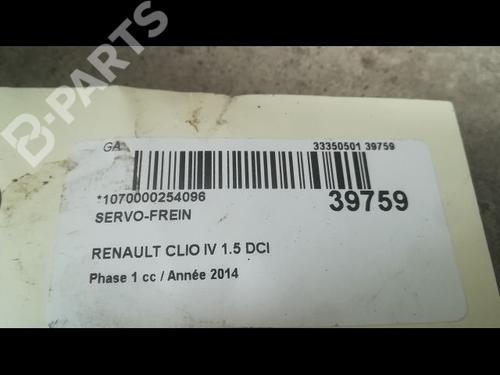 B-PARTS
GA 33350501 39759
*1070000254096 39759
SERVO-FREIN
RENAULT CLIO IV 1.5 DCI
Phase 1 cc / Année 2014